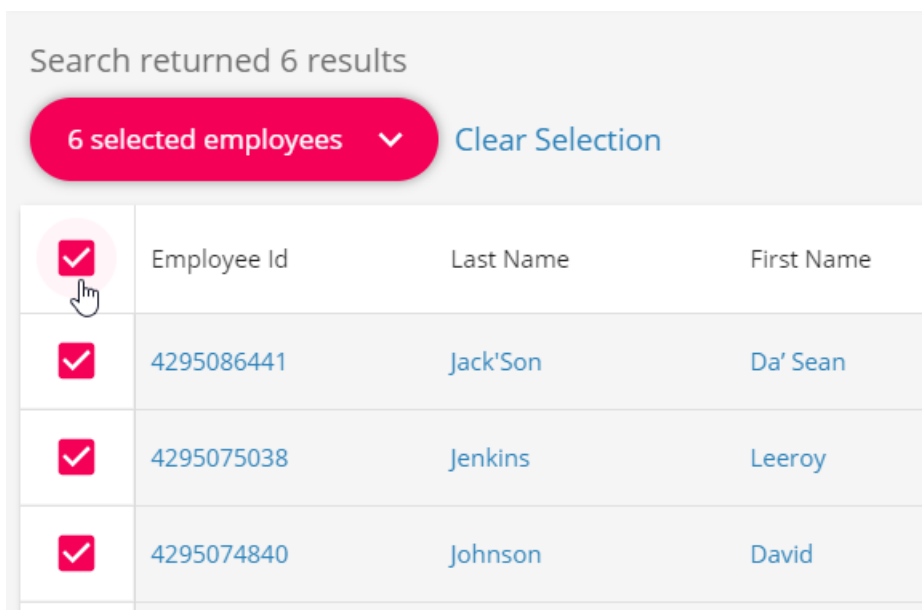 Search returned 6 results
6 selected employees Clear Selection
Employee Id Last Name First Name
4295086441 Jack'Son Da’ Sean
4295075038 Jenkins Leeroy
4295074840 Johnson David